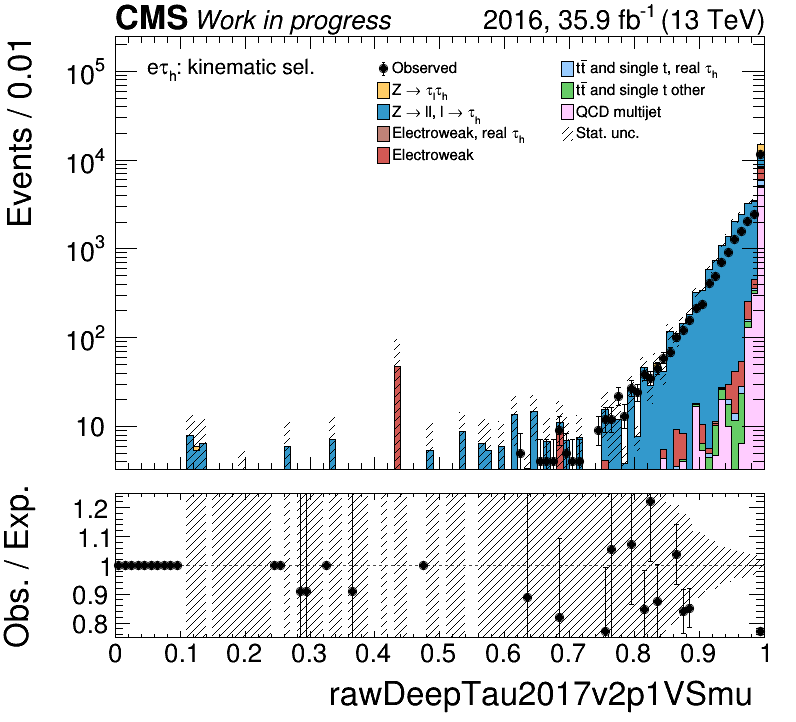 CMS Work in progress 2016, 35.9 fb⁻¹ (13 TeV)
Events / 0.01
10⁵
10⁴
10³
10²
10
eτₕ: kinematic sel.
Observed
Z → τₗτₕ
Z → ll, l → τₕ
Electroweak, real τₕ
Electroweak
tt̄ and single t, real τₕ
tt̄ and single t other
QCD multijet
Stat. unc.
Obs. / Exp.
1.2
1.1
1
0.9
0.8
0 0.1 0.2 0.3 0.4 0.5 0.6 0.7 0.8 0.9 1
rawDeepTau2017v2p1VSmu